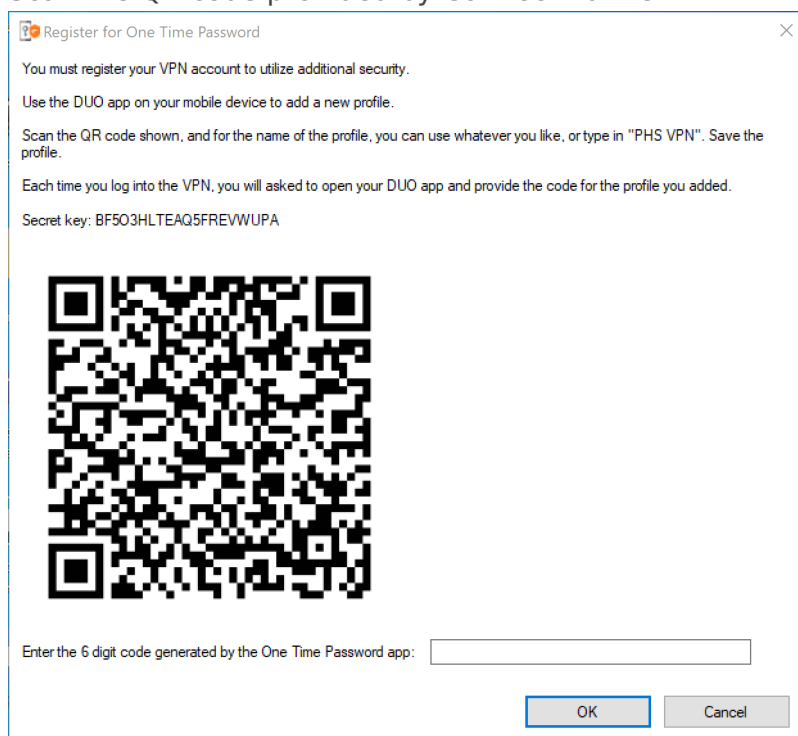 Register for One Time Password
You must register your VPN account to utilize additional security.
Use the DUO app on your mobile device to add a new profile.
Scan the QR code shown, and for the name of the profile, you can use whatever you like, or type in "PHS VPN". Save the
profile.
Each time you log into the VPN, you will asked to open your DUO app and provide the code for the profile you added.
Secret key: BF5O3HLTEAQ5FREVWUPA
Enter the 6 digit code generated by the One Time Password app:
OK
Cancel